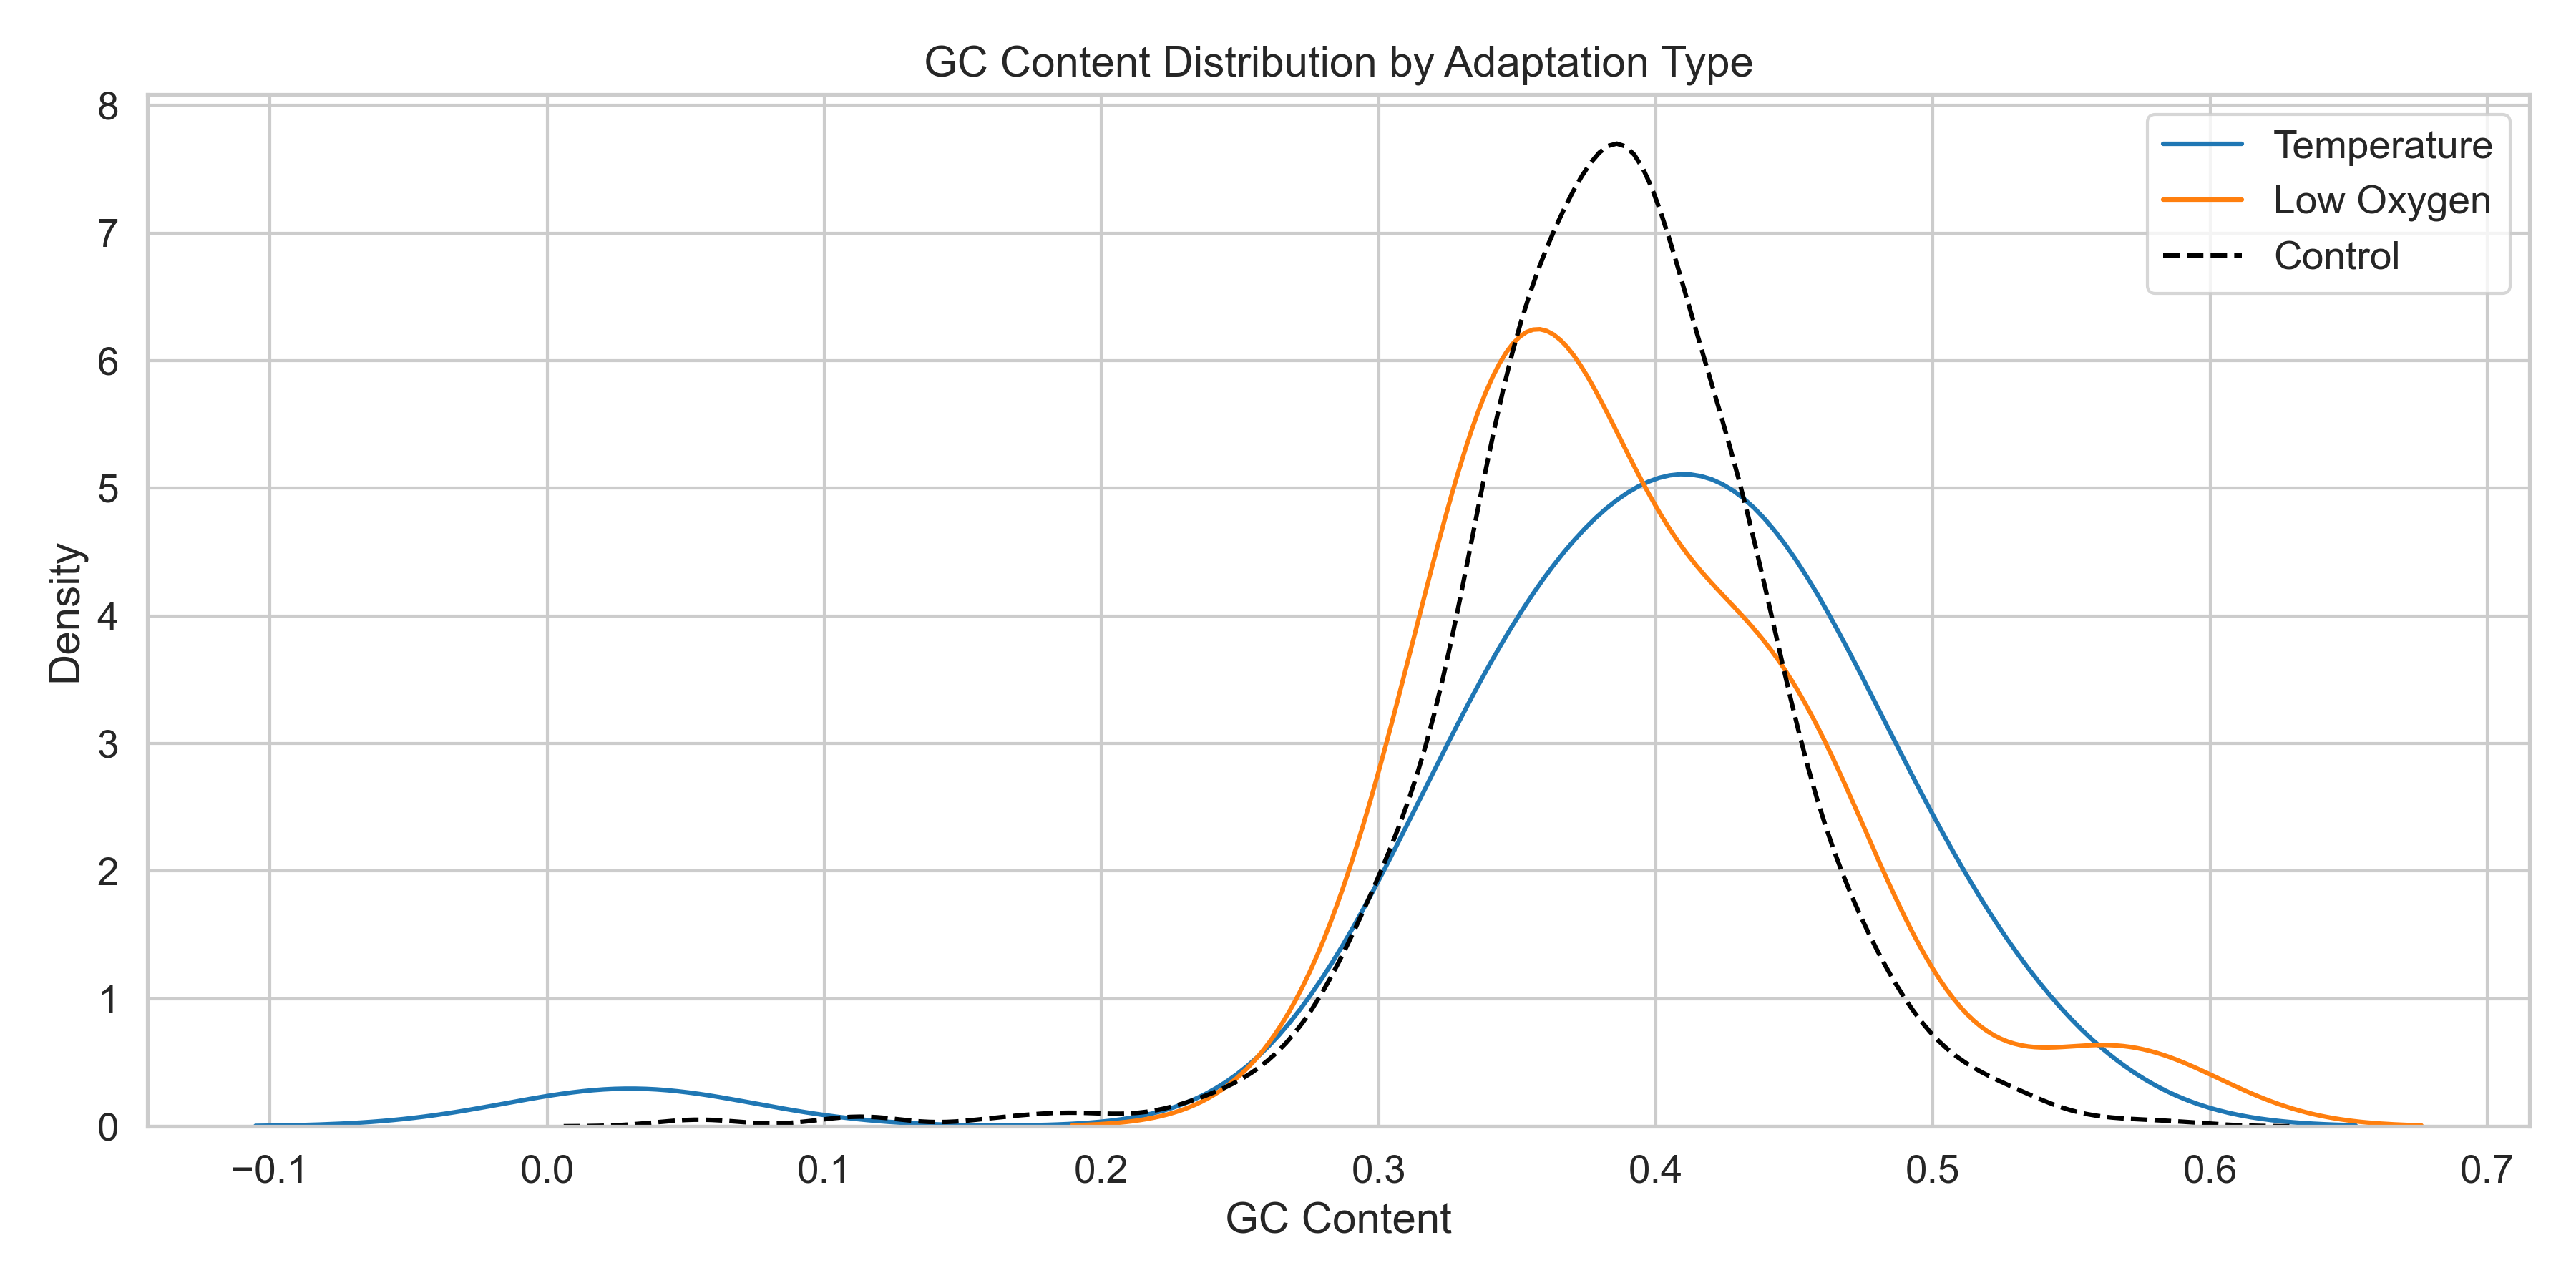 GC Content Distribution by Adaptation Type
8
7
6
5
4
3
2
1
0
Density
Temperature
Low Oxygen
Control
−0.1 0.0 0.1 0.2 0.3 0.4 0.5 0.6 0.7
GC Content